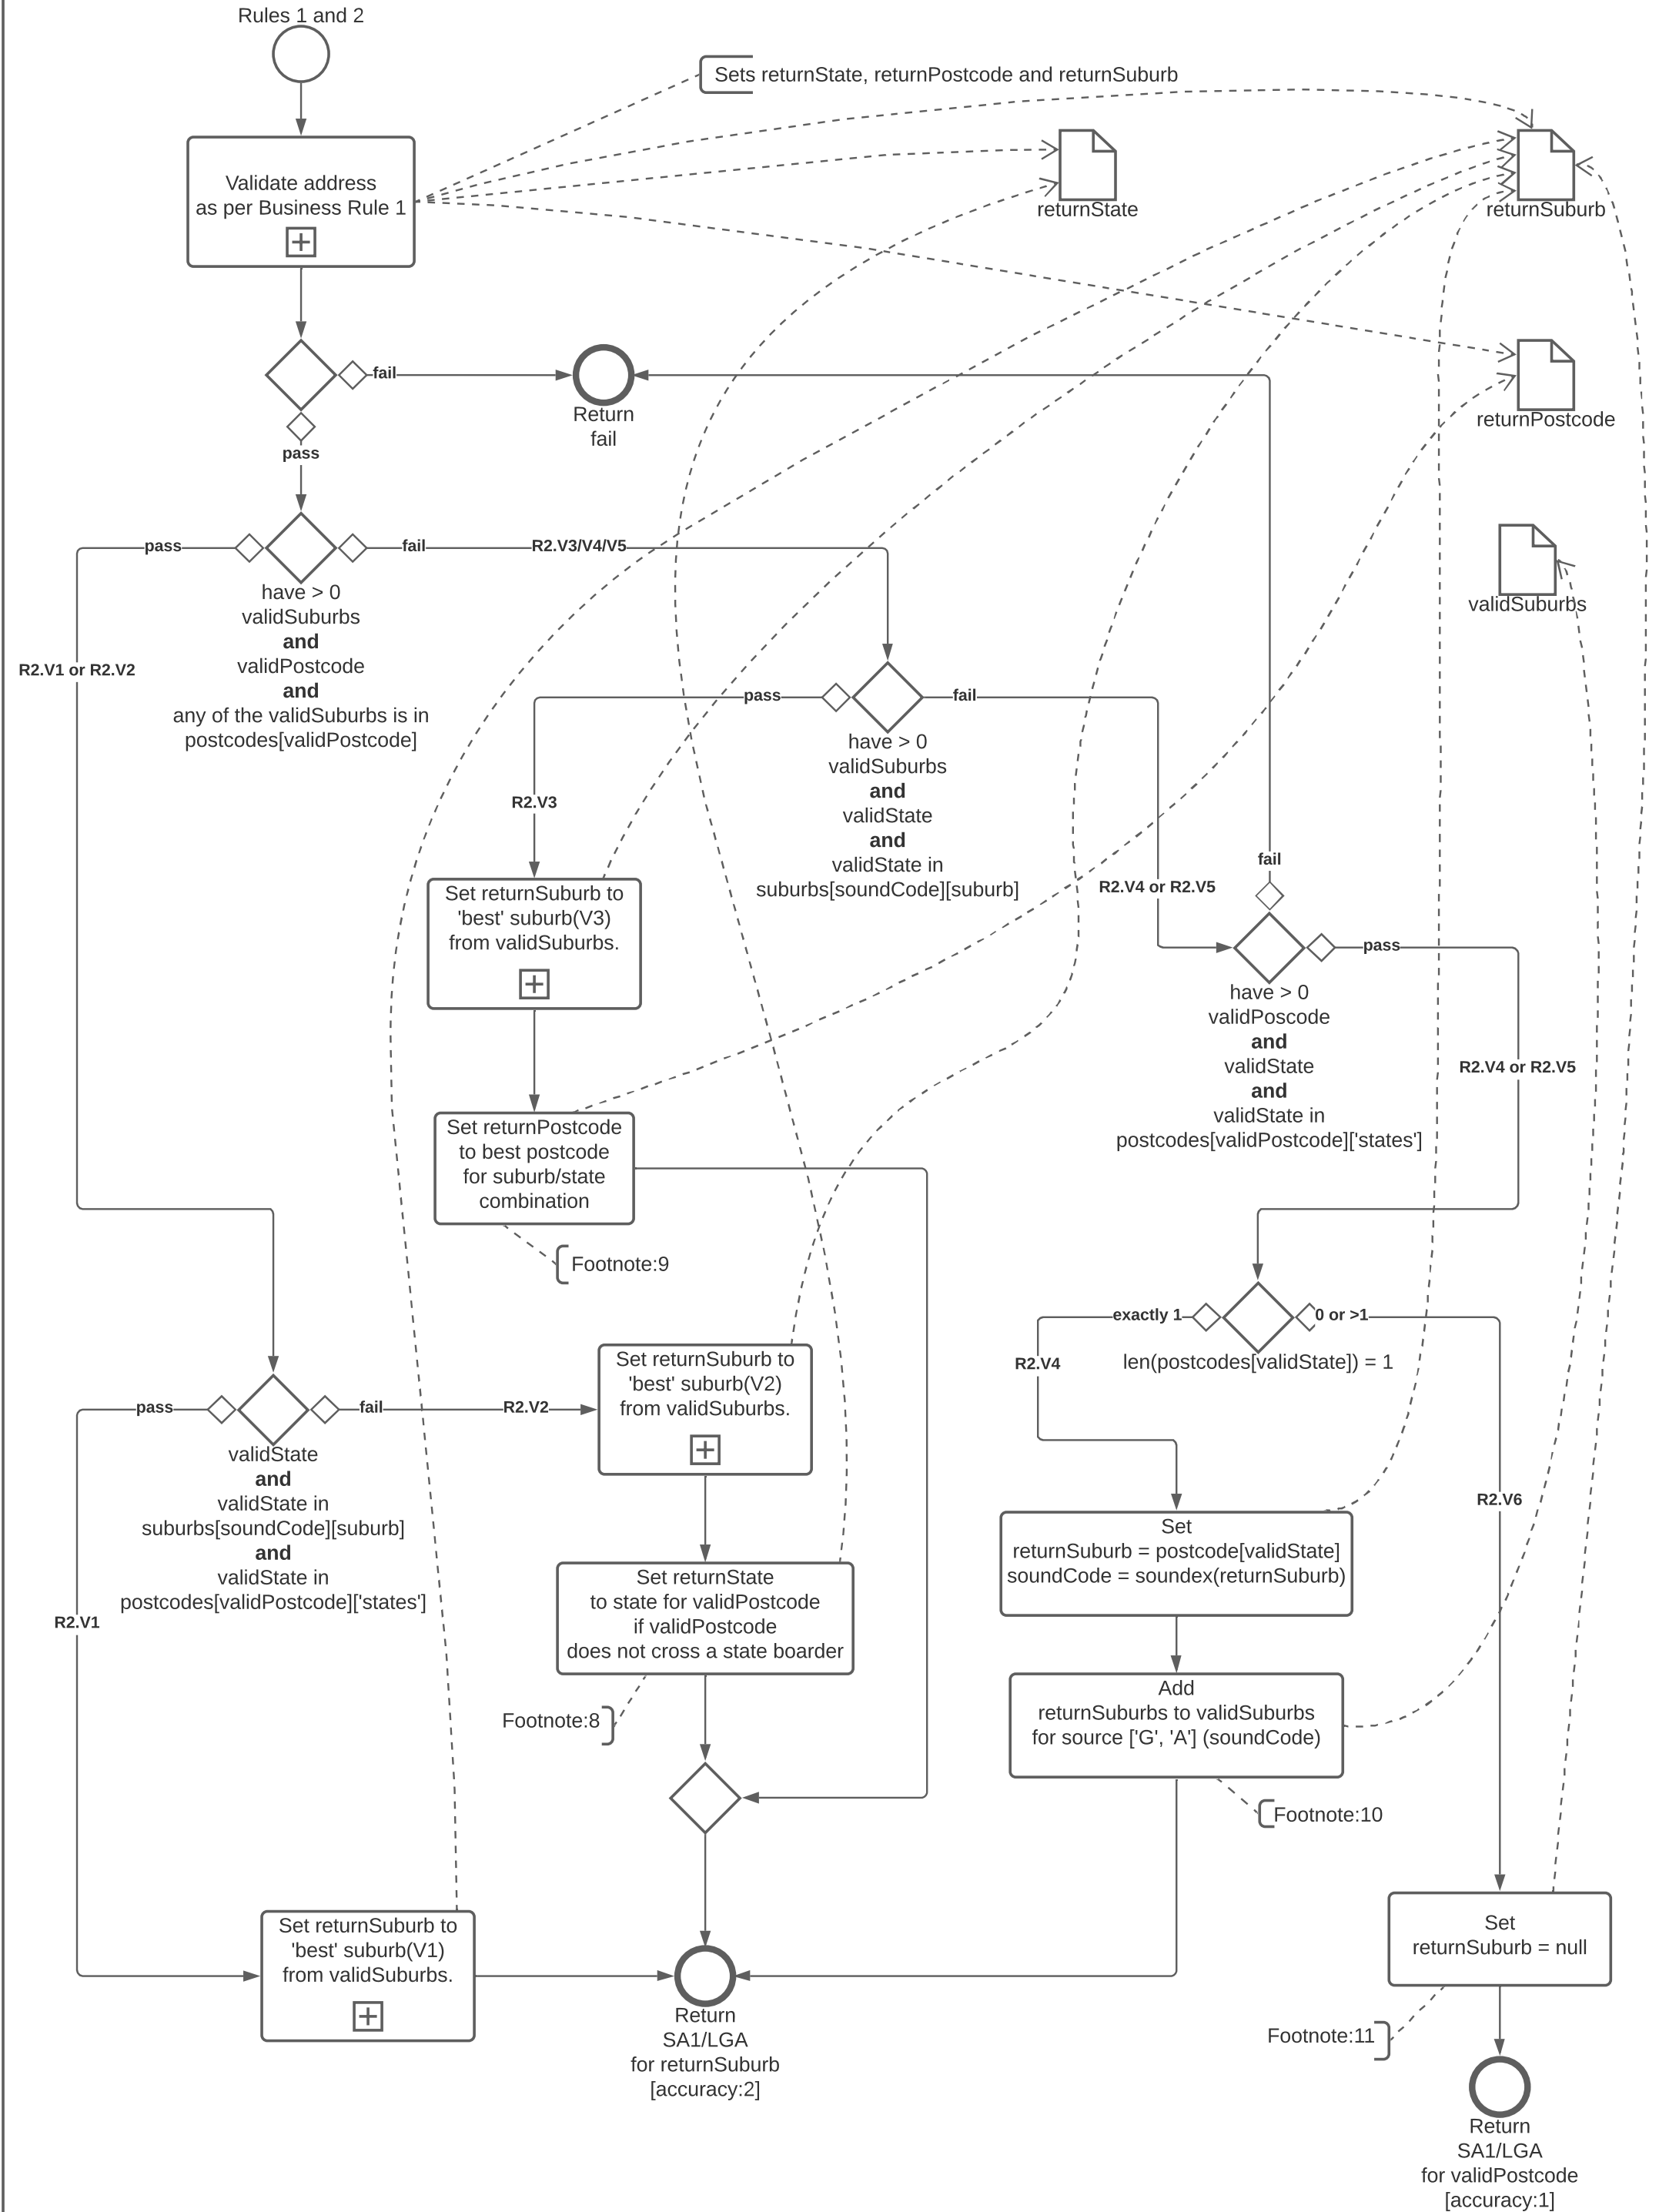 Rules 1 and 2
Sets returnState, returnPostcode and returnSuburb
Validate address
as per Business Rule 1
returnState
returnSuburb
fail
Return
fail
returnPostcode
pass
pass
fail
R2.V3/V4/V5
have > 0
validSuburbs
and
validPostcode
and
any of the validSuburbs is in
postcodes[validPostcode]
validSuburbs
R2.V1 or R2.V2
pass
fail
have > 0
validSuburbs
and
validState
and
validState in
suburbs[soundCode][suburb]
R2.V3
Set returnSuburb to
'best' suburb(V3)
from validSuburbs.
R2.V4 or R2.V5
fail
pass
have > 0
validPoscode
and
validState
and
validState in
postcodes[validPostcode]['states']
R2.V4 or R2.V5
Set returnPostcode
to best postcode
for suburb/state
combination
Footnote:9
exactly 1
0 or >1
len(postcodes[validState]) = 1
R2.V4
pass
fail
R2.V2
validState
and
validState in
suburbs[soundCode][suburb]
and
validState in
postcodes[validPostcode]['states']
Set returnSuburb to
'best' suburb(V2)
from validSuburbs.
R2.V6
Set
returnSuburb = postcode[validState]
soundCode = soundex(returnSuburb)
R2.V1
Set returnState
to state for validPostcode
if validPostcode
does not cross a state boarder
Footnote:8
Add
returnSuburbs to validSuburbs
for source ['G', 'A'] (soundCode)
Footnote:10
Set returnSuburb to
'best' suburb(V1)
from validSuburbs.
Return
SA1/LGA
for returnSuburb
[accuracy:2]
Set
returnSuburb = null
Footnote:11
Return
SA1/LGA
for validPostcode
[accuracy:1]